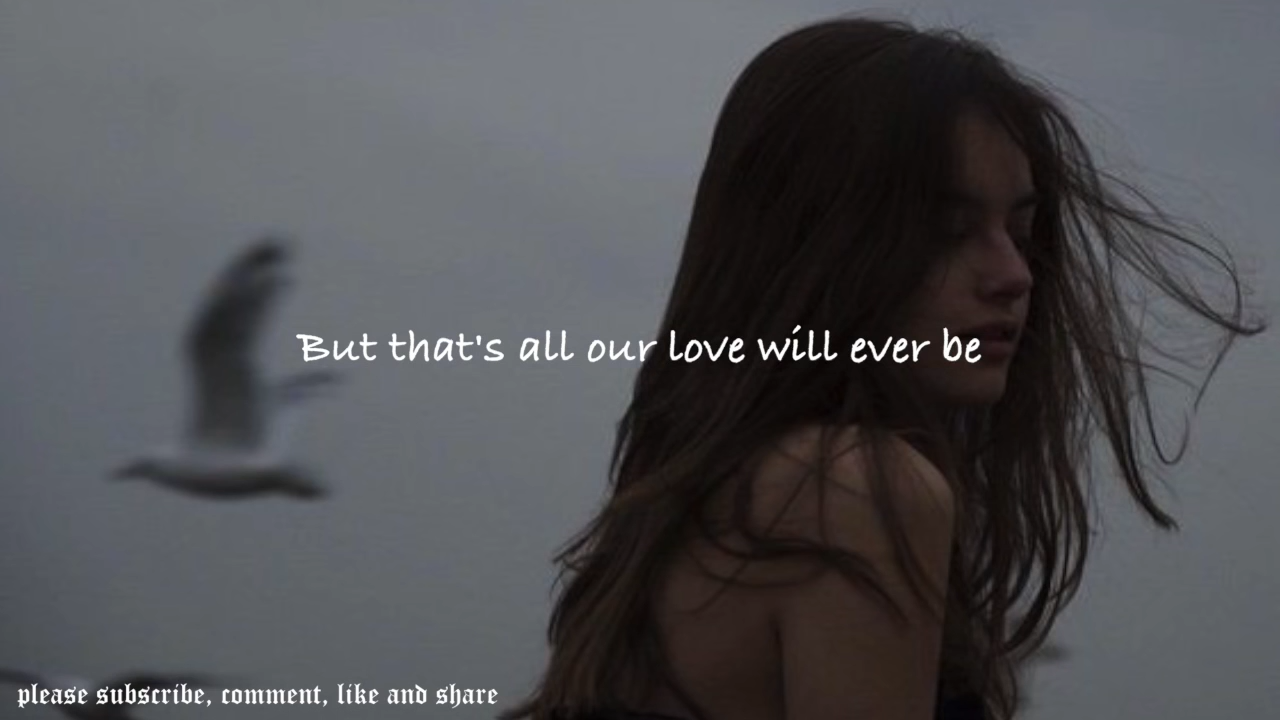 But that's all our love will ever be
please subscribe, comment, like and share